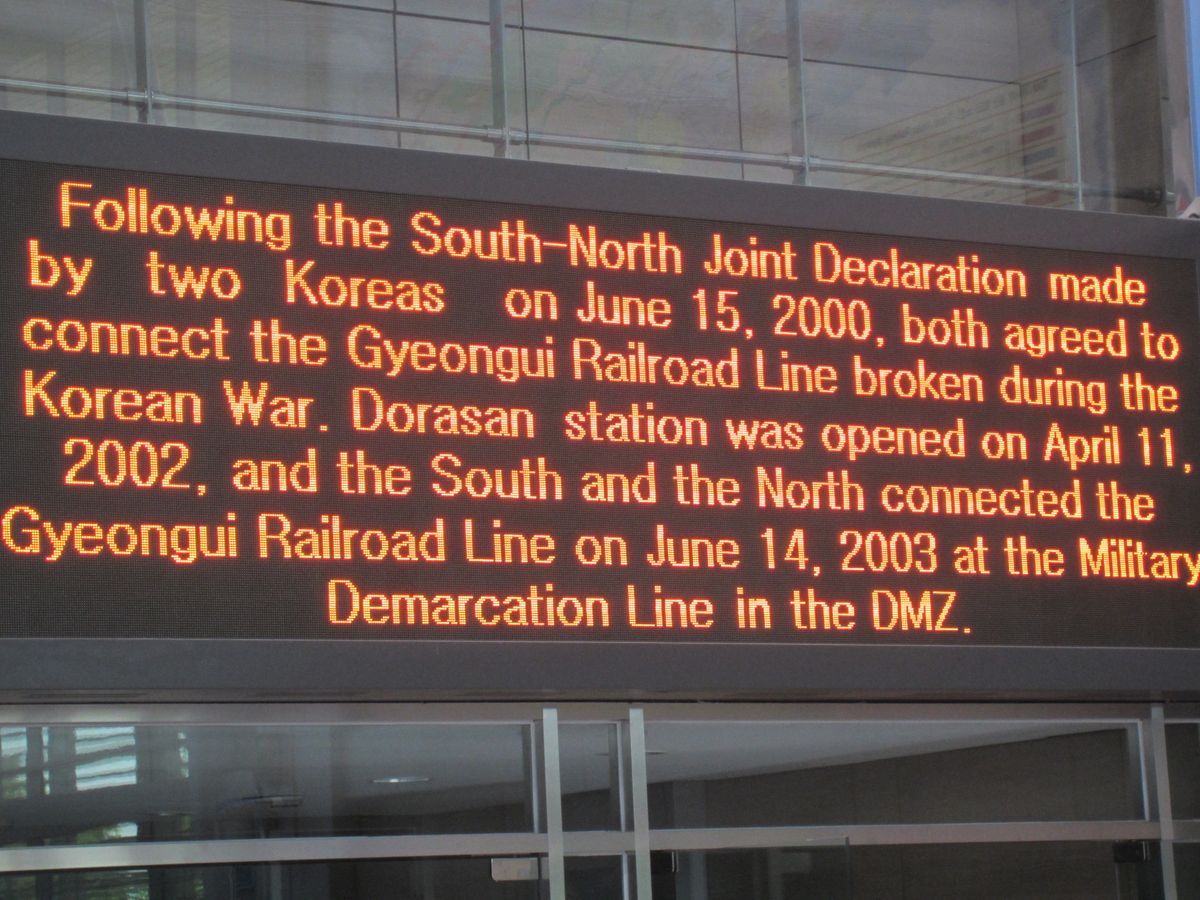 Following the South-North Joint Declaration made
by two Koreas on June 15, 2000, both agreed to
connect the Gyeongui Railroad Line broken during the
Korean War. Dorasan station was opened on April 11,
2002, and the South and the North connected the
Gyeongui Railroad Line on June 14, 2003 at the Military
Demarcation Line in the DMZ.